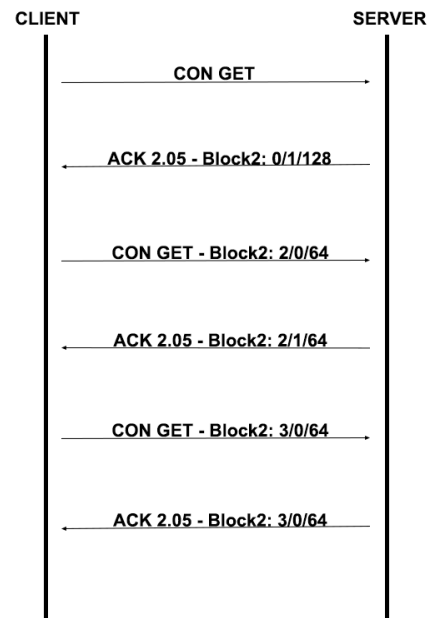 CLIENT SERVER
CON GET
ACK 2.05 - Block2: 0/1/128
CON GET - Block2: 2/0/64
ACK 2.05 - Block2: 2/1/64
CON GET - Block2: 3/0/64
ACK 2.05 - Block2: 3/0/64